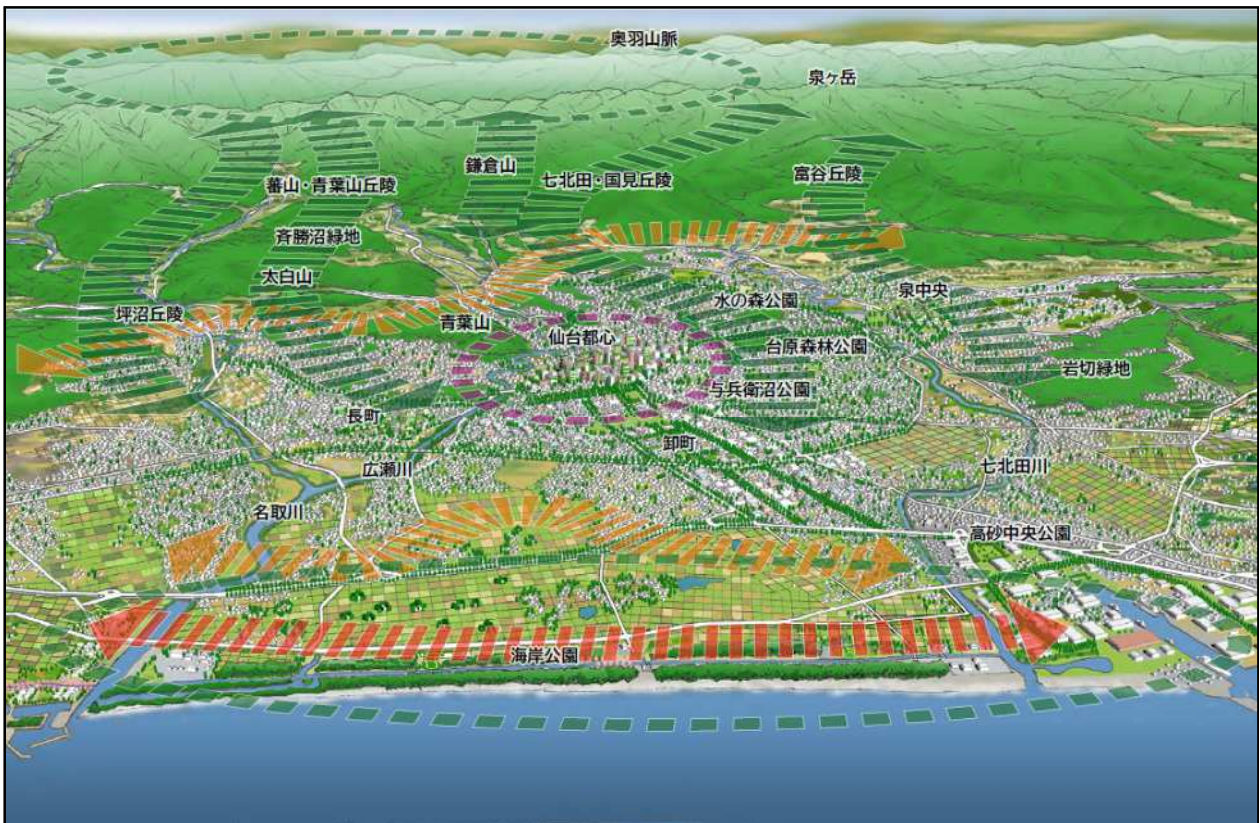 奥羽山脈
泉ヶ岳
鎌倉山
七北田・国見丘陵
富谷丘陵
蕃山・青葉山丘陵
斉勝沼緑地
太白山
坪沼丘陵
青葉山
仙台都心
水の森公園
泉中央
台原森林公園
岩切緑地
与兵衛沼公園
長町
卸町
広瀬川
七北田川
名取川
高砂中央公園
海岸公園